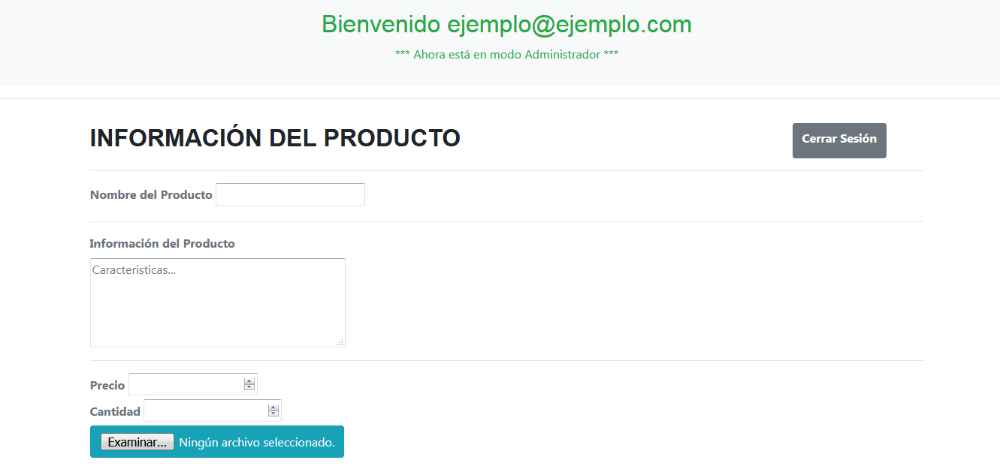 Bienvenido ejemplo@ejemplo.com
*** Ahora está en modo Administrador ***
INFORMACIÓN DEL PRODUCTO
Cerrar Sesión
Nombre del Producto
Información del Producto
Caracteristicas...
Precio
Cantidad
Examinar... Ningún archivo seleccionado.